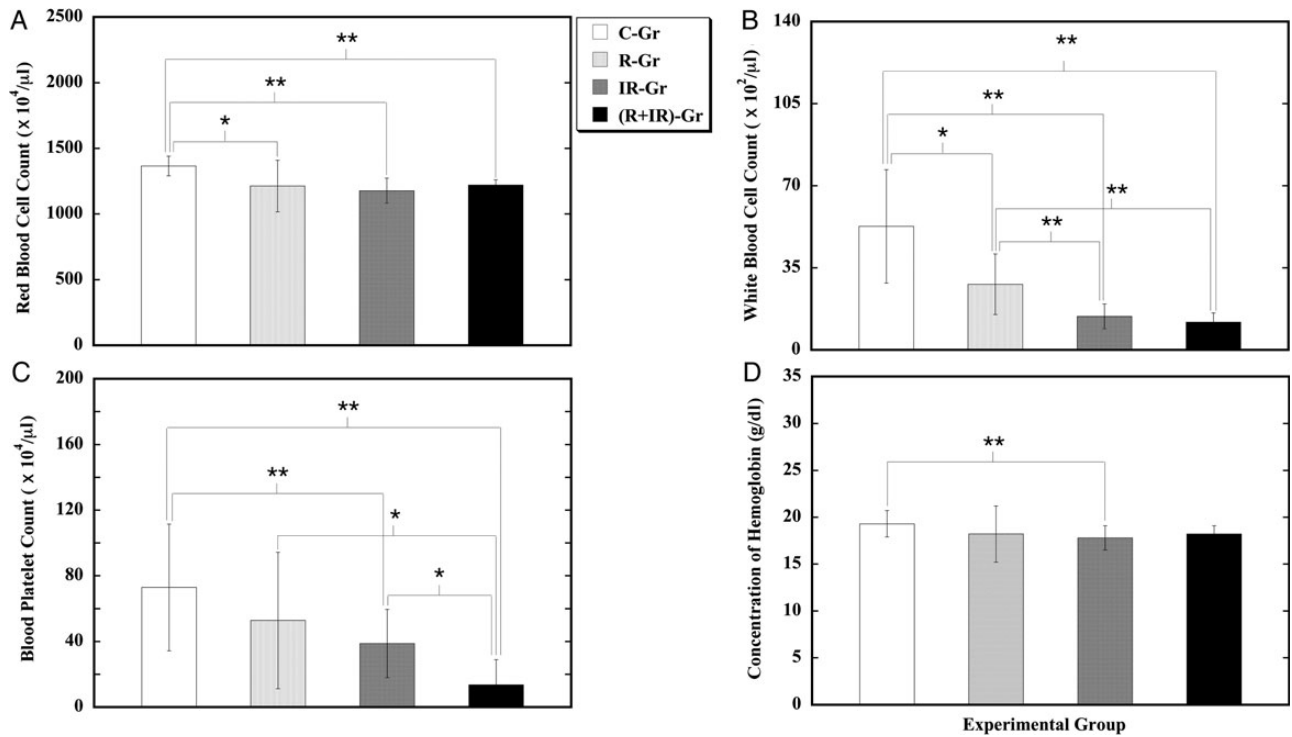 A
Red Blood Cell Count (× 10⁴/µl)
2500
2000
1500
1000
500
0
**
**
*
C-Gr
R-Gr
IR-Gr
(R+IR)-Gr
B
White Blood Cell Count ( × 10²/µl)
140
105
70
35
0
**
**
*
**
**
C
Blood Platelet Count ( × 10⁴/µl)
200
160
120
80
40
0
**
**
*
*
D
Concentration of Hemoglobin (g/dl)
35
30
25
20
15
10
5
0
**
Experimental Group